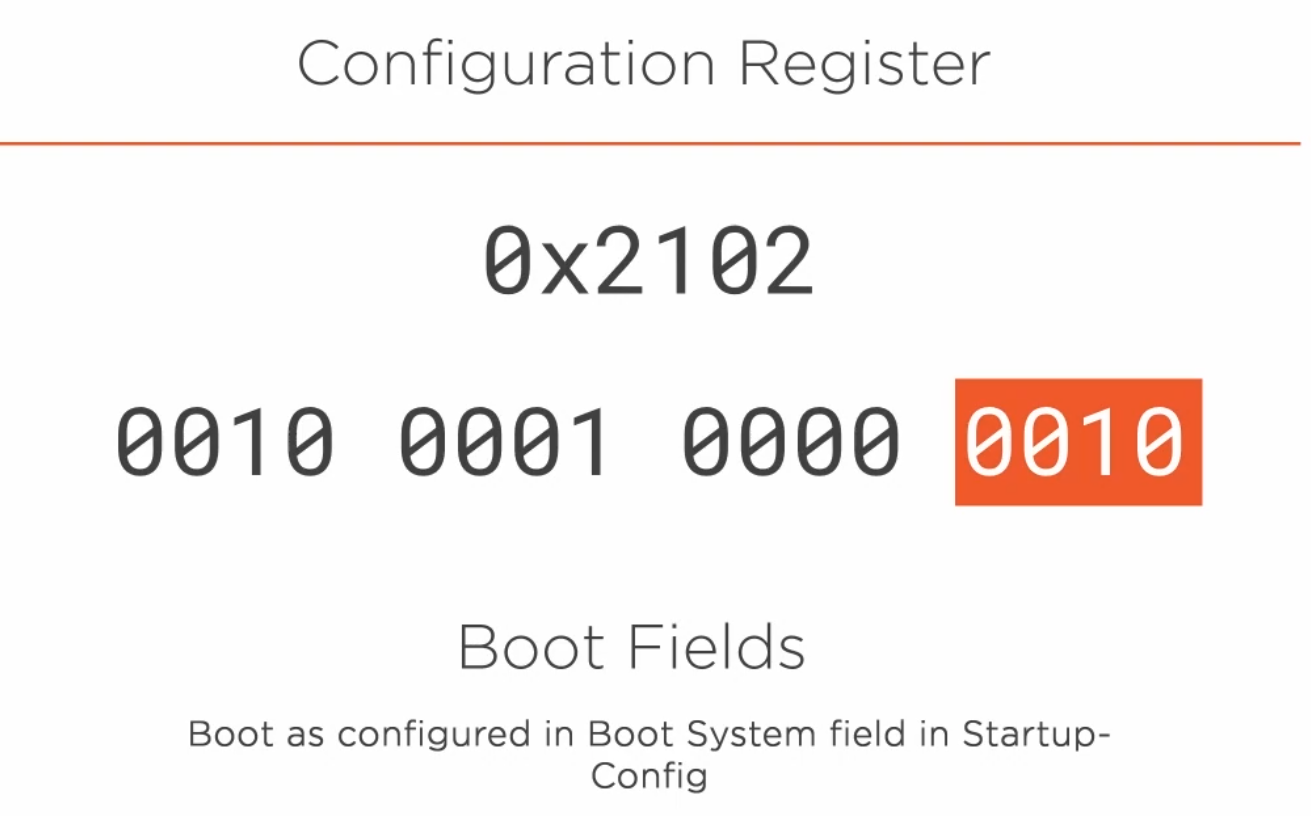 Configuration Register
0x2102
0010 0001 0000 0010
Boot Fields
Boot as configured in Boot System field in Startup-
Config